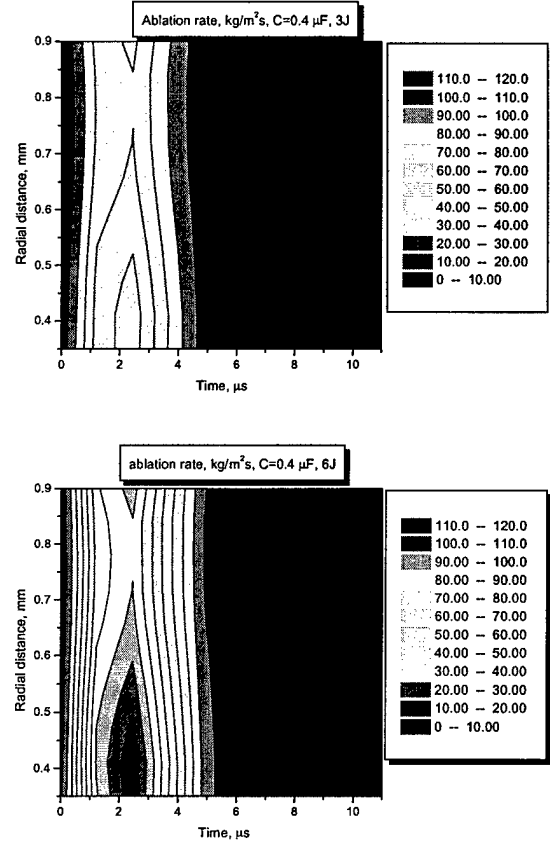 Ablation rate, kg/m²s, C=0.4 μF, 3J
0.9
0.8
0.7
0.6
0.5
0.4
Radial distance, mm
0 2 4 6 8 10
Time, μs
110.0 -- 120.0
100.0 -- 110.0
90.00 -- 100.0
80.00 -- 90.00
70.00 -- 80.00
60.00 -- 70.00
50.00 -- 60.00
40.00 -- 50.00
30.00 -- 40.00
20.00 -- 30.00
10.00 -- 20.00
0 -- 10.00
ablation rate, kg/m²s, C=0.4 μF, 6J
0.9
0.8
0.7
0.6
0.5
0.4
Radial distance, mm
0 2 4 6 8 10
Time, μs
110.0 -- 120.0
100.0 -- 110.0
90.00 -- 100.0
80.00 -- 90.00
70.00 -- 80.00
60.00 -- 70.00
50.00 -- 60.00
40.00 -- 50.00
30.00 -- 40.00
20.00 -- 30.00
10.00 -- 20.00
0 -- 10.00